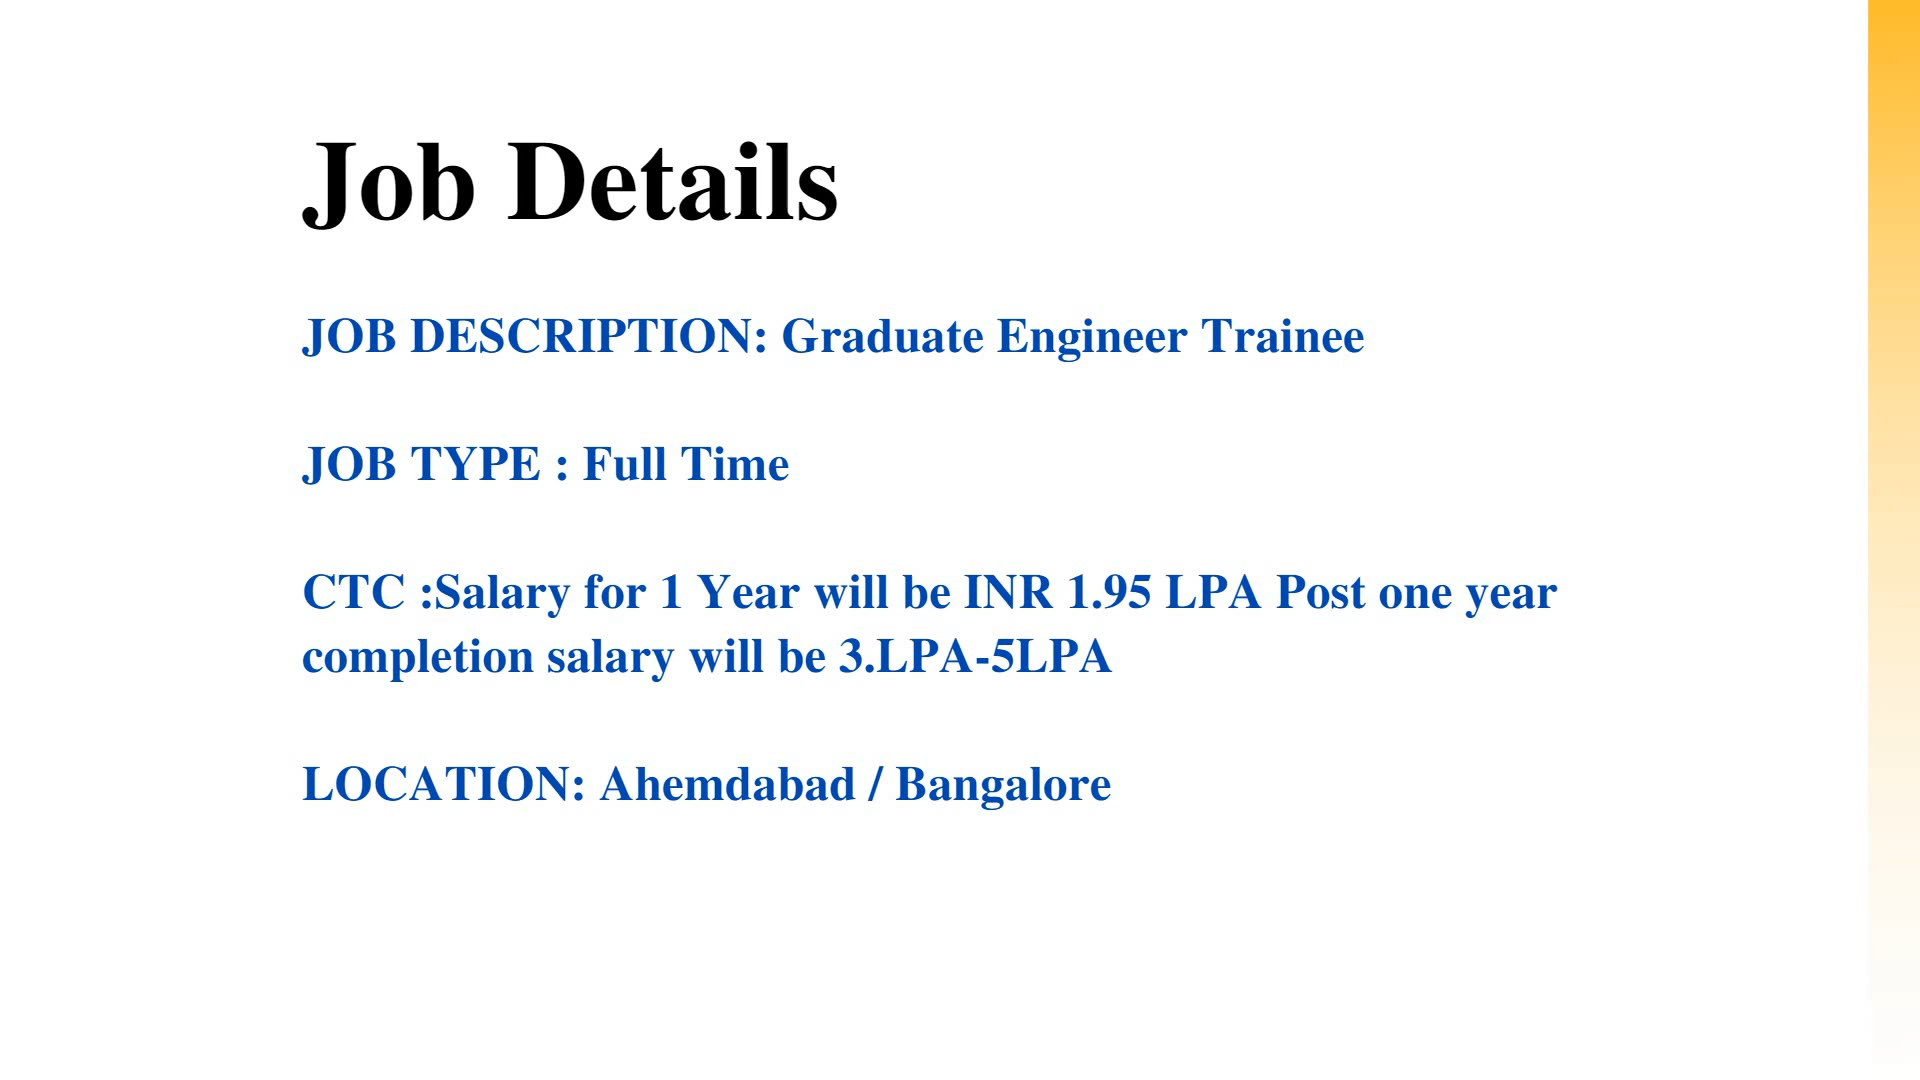 Job Details
JOB DESCRIPTION: Graduate Engineer Trainee
JOB TYPE : Full Time
CTC :Salary for 1 Year will be INR 1.95 LPA Post one year
completion salary will be 3.LPA-5LPA
LOCATION: Ahemdabad / Bangalore